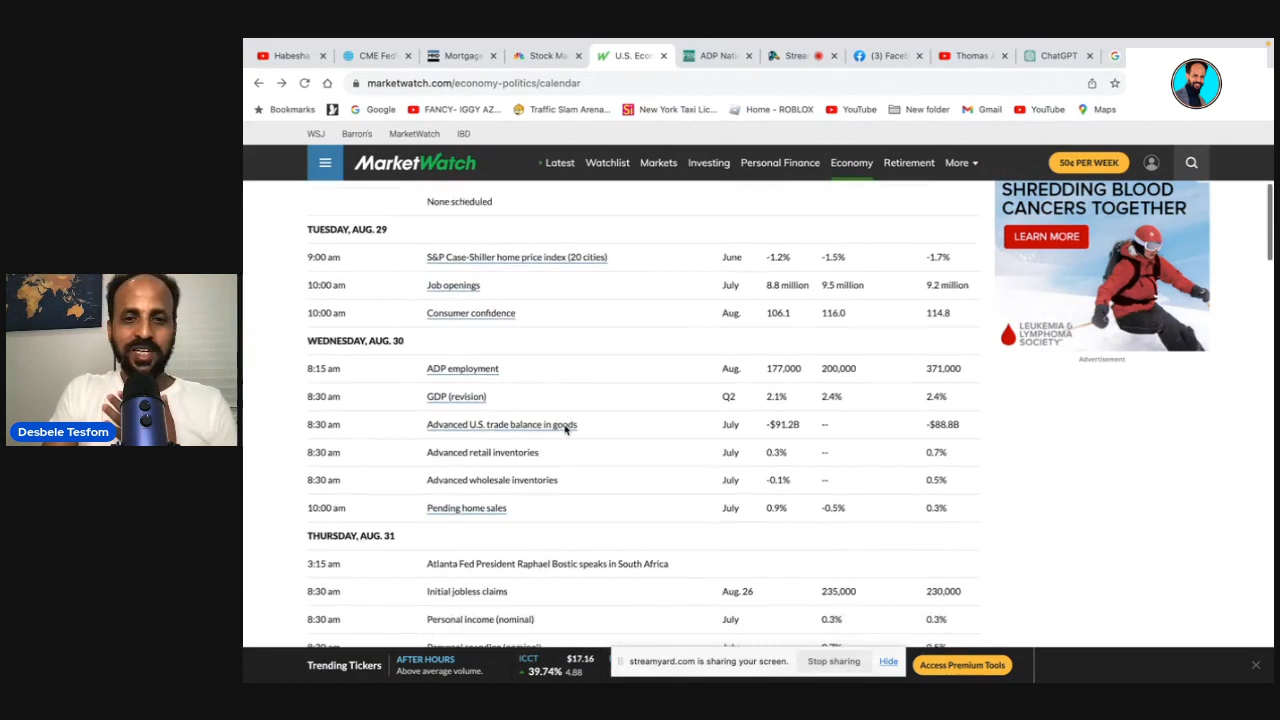 Habesha
CME Fed
Mortgage
Stock Ma
U.S. Eco
ADP Nati
Strea
(3) Face
Thomas
ChatGPT
marketwatch.com/economy-politics/calendar
Bookmarks
Google
FANCY- IGGY AZ...
Traffic Slam Arena...
New York Taxi Lic...
Home - ROBLOX
YouTube
New folder
Gmail
YouTube
Maps
WSJ Barron's MarketWatch IBD
MarketWatch
Latest Watchlist Markets Investing Personal Finance Economy Retirement More
50¢ PER WEEK
None scheduled
TUESDAY, AUG. 29
9:00 am S&P Case-Shiller home price index (20 cities) June -1.2% -1.5% -1.7%
10:00 am Job openings July 8.8 million 9.5 million 9.2 million
10:00 am Consumer confidence Aug. 106.1 116.0 114.8
WEDNESDAY, AUG. 30
8:15 am ADP employment Aug. 177,000 200,000 371,000
8:30 am GDP (revision) Q2 2.1% 2.4% 2.4%
8:30 am Advanced U.S. trade balance in goods July -$91.2B -- -$88.8B
8:30 am Advanced retail inventories July 0.3% -- 0.7%
8:30 am Advanced wholesale inventories July -0.1% -- 0.5%
10:00 am Pending home sales July 0.9% -0.5% 0.3%
THURSDAY, AUG. 31
3:15 am Atlanta Fed President Raphael Bostic speaks in South Africa
8:30 am Initial jobless claims Aug. 26 235,000 230,000
8:30 am Personal income (nominal) July 0.3% 0.3%
SHREDDING BLOOD
CANCERS TOGETHER
LEARN MORE
LEUKEMIA &
LYMPHOMA
SOCIETY
Advertisement
Desbele Tesfom
Trending Tickers
AFTER HOURS
Above average volume.
ICCT $17.16
39.74% 4.88
streamyard.com is sharing your screen.
Stop sharing
Hide
Access Premium Tools